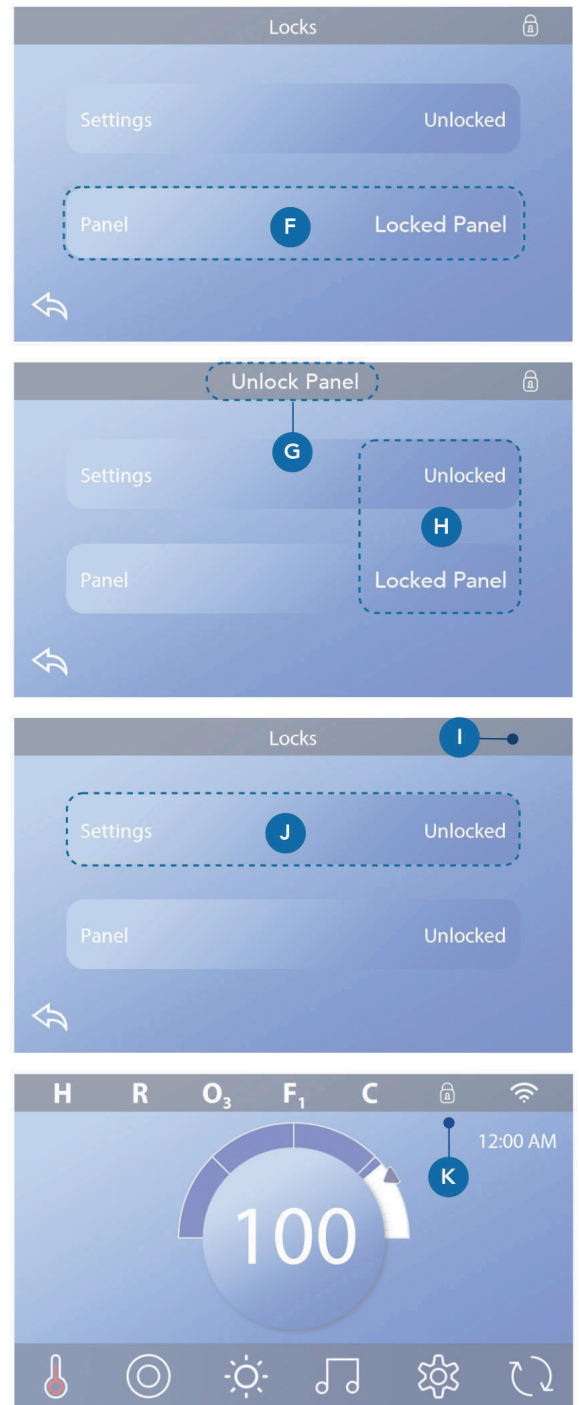 Locks
Settings Unlocked
Panel F Locked Panel
Unlock Panel
G
Settings Unlocked
H
Panel Locked Panel
Locks I
Settings J Unlocked
Panel Unlocked
H R O₃ F₁ C
12:00 AM
K
100